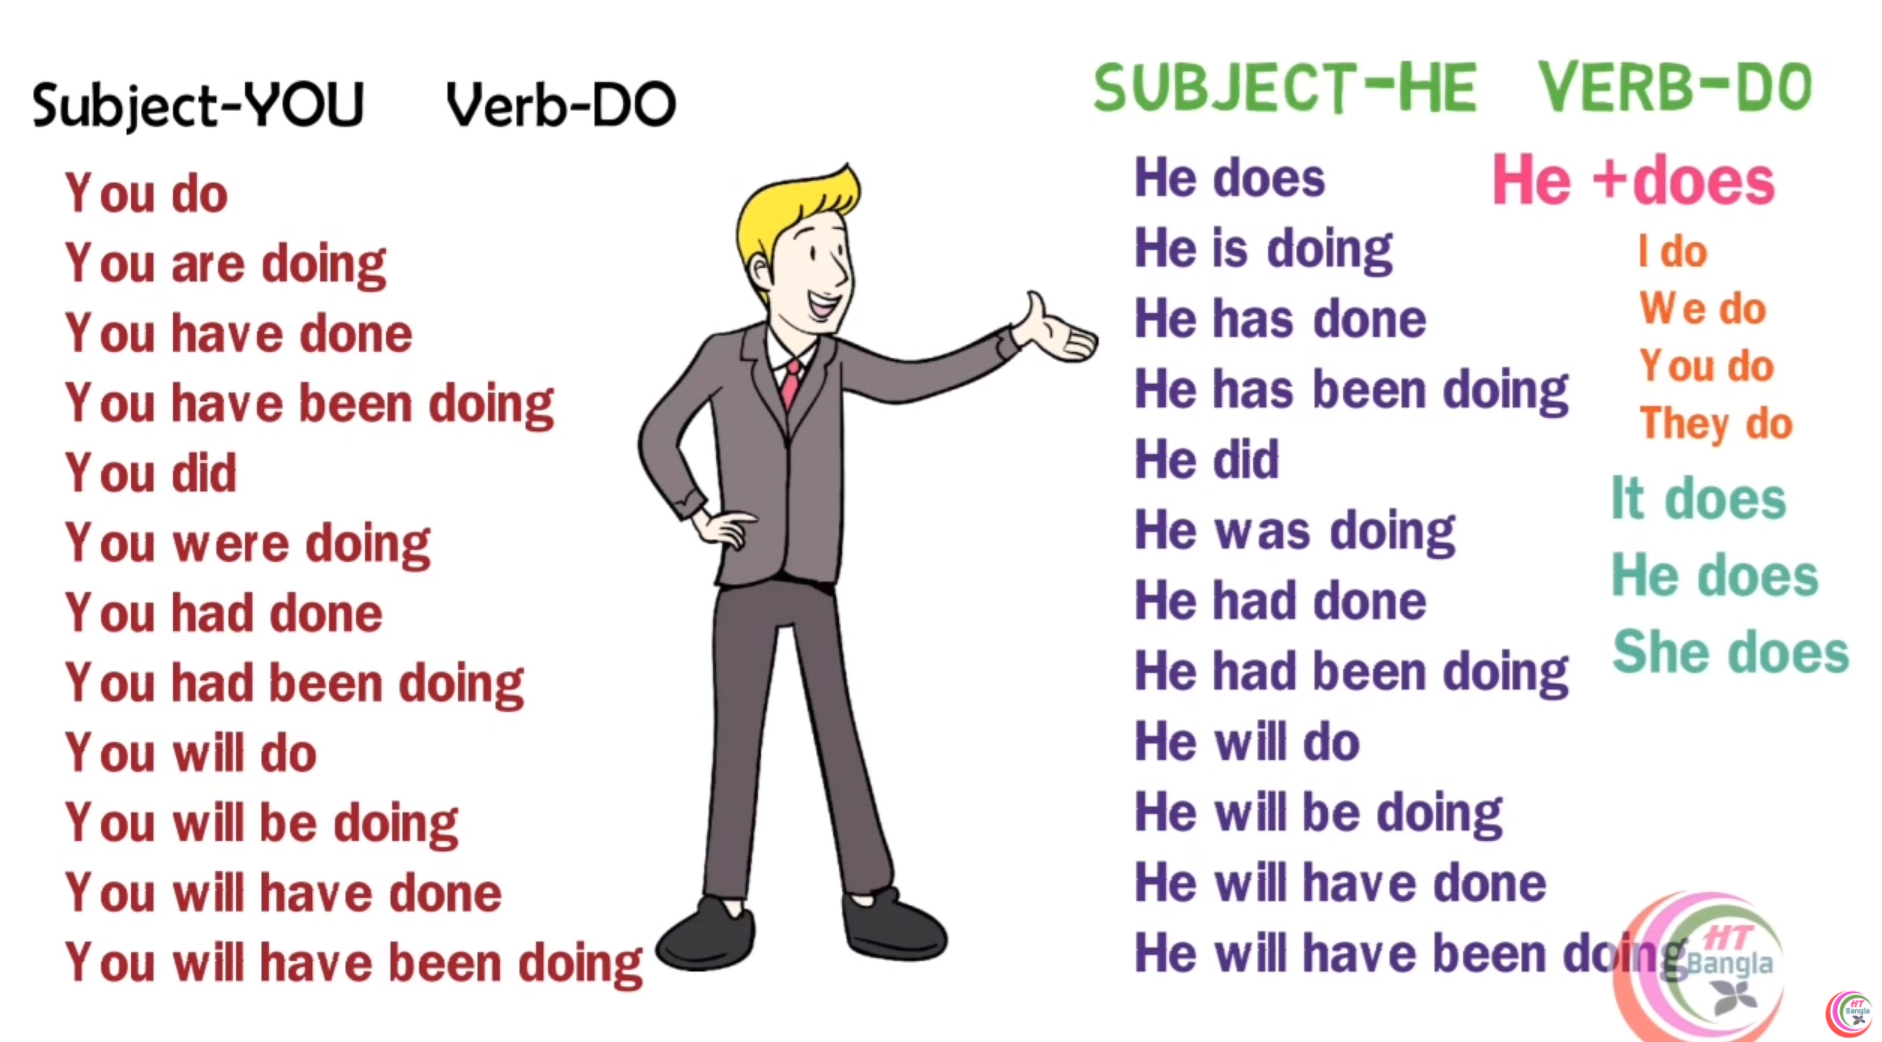 Subject-YOU Verb-DO
You do
You are doing
You have done
You have been doing
You did
You were doing
You had done
You had been doing
You will do
You will be doing
You will have done
You will have been doing
SUBJECT-HE VERB-DO
He does
He is doing
He has done
He has been doing
He did
He was doing
He had done
He had been doing
He will do
He will be doing
He will have done
He will have been doing
He +does
I do
We do
You do
They do
It does
He does
She does
HT
Bangla
HT
Bangla